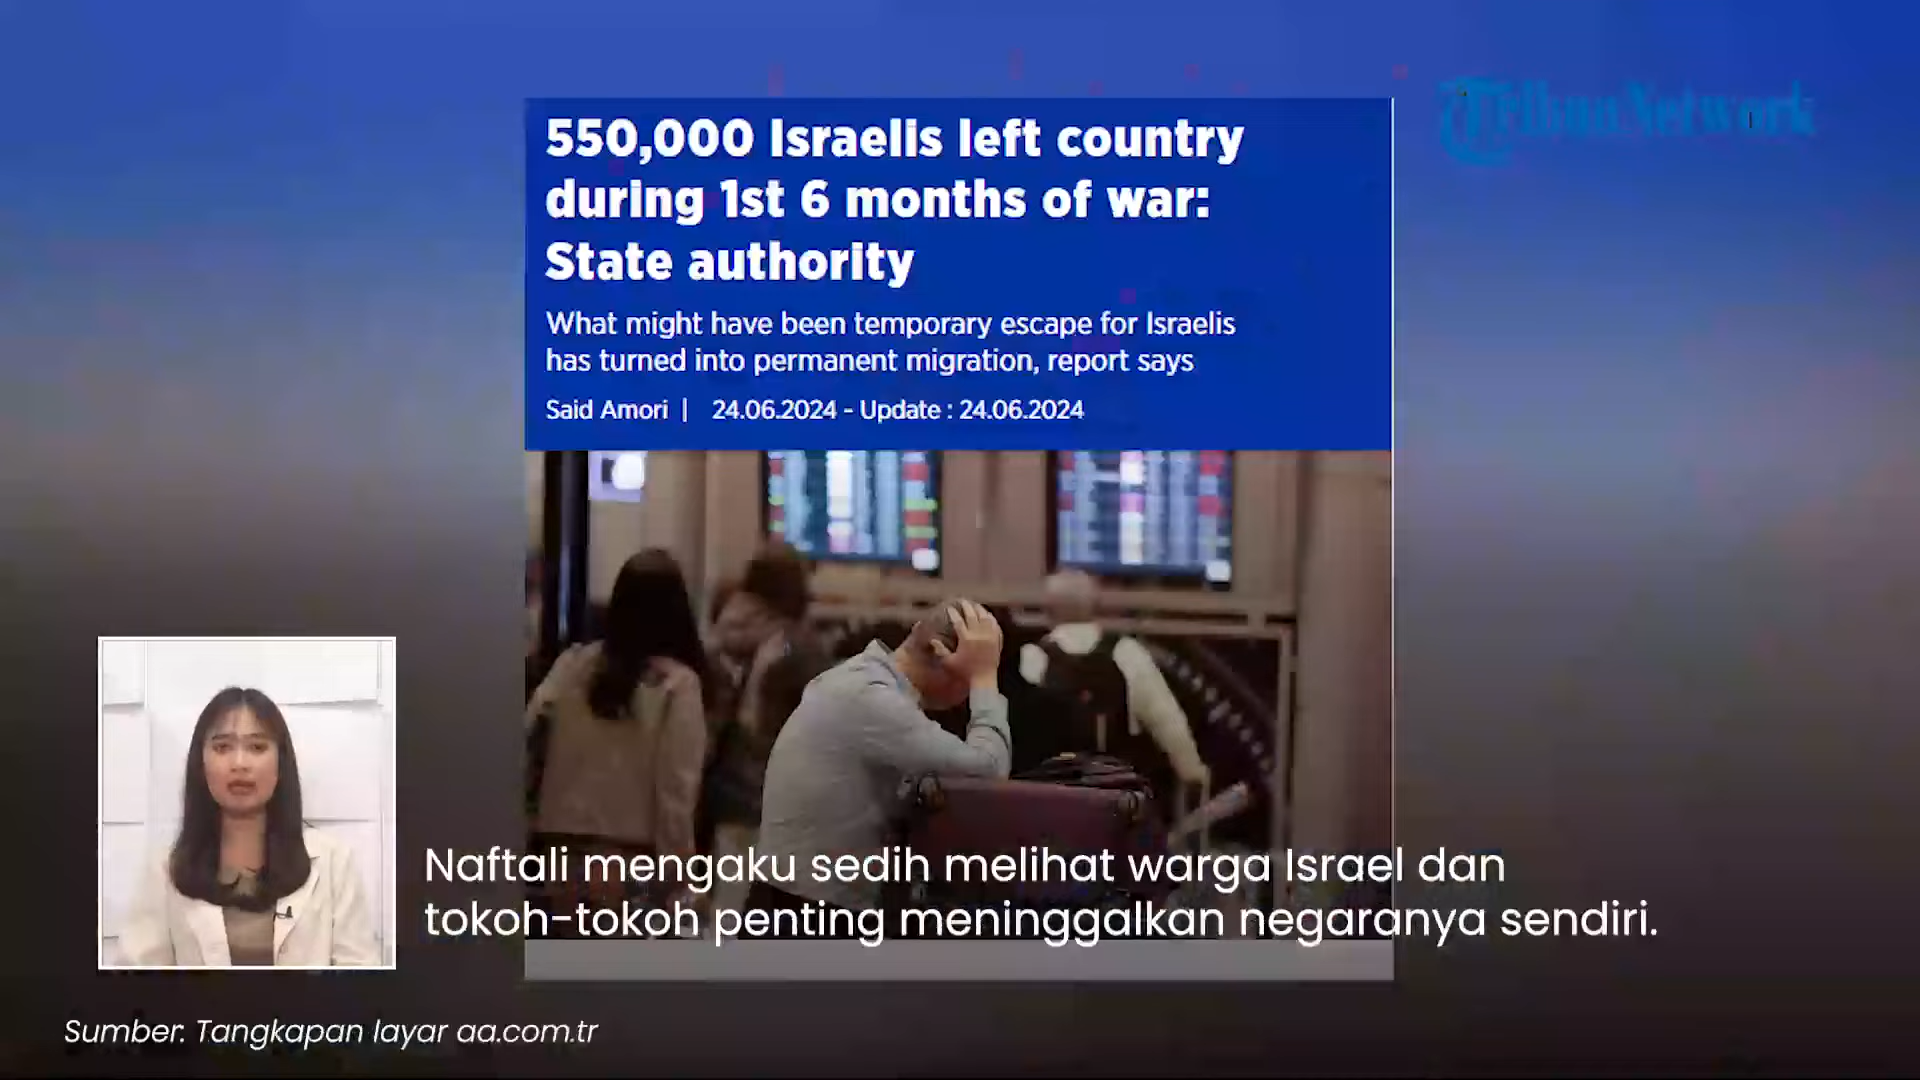 Tribun Network
550,000 Israelis left country
during 1st 6 months of war:
State authority
What might have been temporary escape for Israelis
has turned into permanent migration, report says
Said Amori | 24.06.2024 - Update : 24.06.2024
Naftali mengaku sedih melihat warga Israel dan
tokoh-tokoh penting meninggalkan negaranya sendiri.
Sumber: Tangkapan layar aa.com.tr